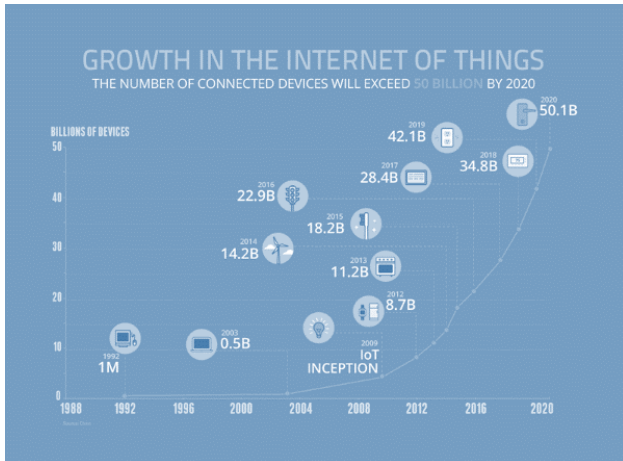 GROWTH IN THE INTERNET OF THINGS
THE NUMBER OF CONNECTED DEVICES WILL EXCEED 50 BILLION BY 2020
BILLIONS OF DEVICES
50
40
30
20
10
0
1992
1M
2003
0.5B
2009
IoT
INCEPTION
2012
8.7B
2013
11.2B
2014
14.2B
2015
18.2B
2016
22.9B
2017
28.4B
2018
34.8B
2019
42.1B
2020
50.1B
1988 1992 1996 2000 2004 2008 2012 2016 2020